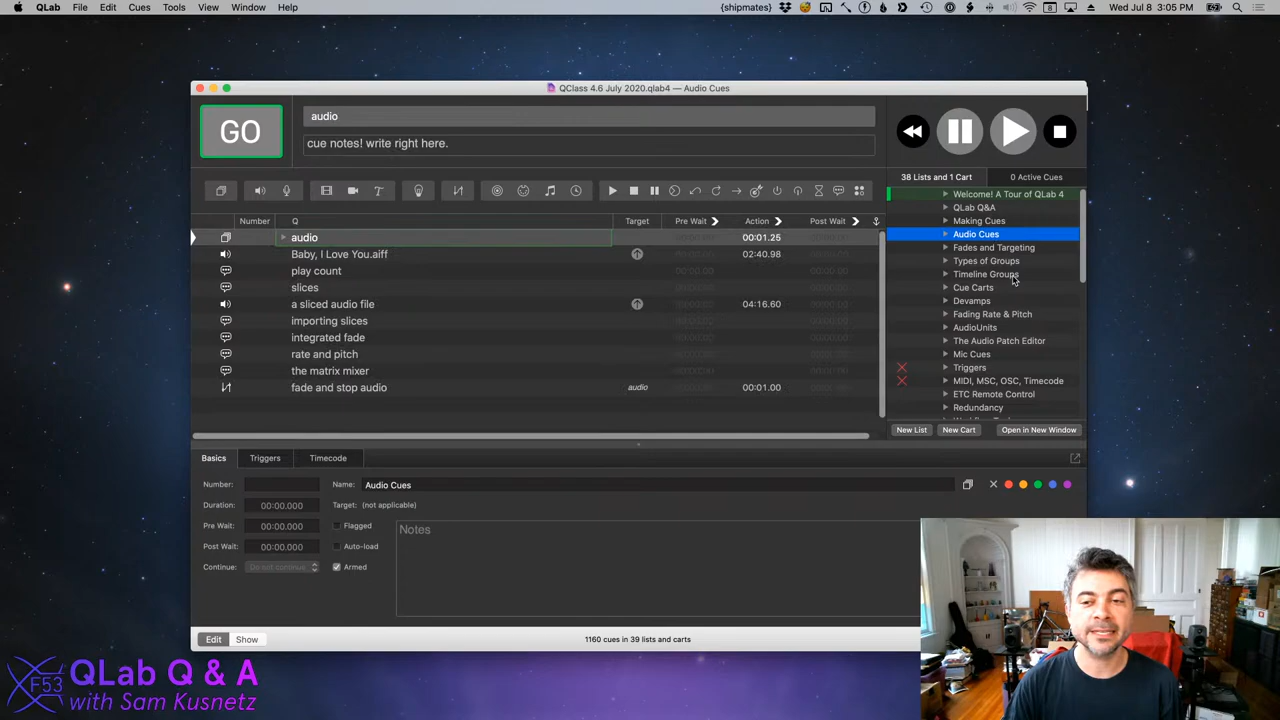 QLab File Edit Cue Tools View Window Help {shipmates} 8 Wed Jul 8 3:05 PM
QClass 4.6 July 2020.qlab4 — Audio Cues
GO
audio
cue notes! write right here.
38 Lists and 1 Cart 0 Active Cues
Number Q Target Pre Wait Action Post Wait
audio 00:01.25
Baby, I Love You.aiff 02:40.98
play count
slices
a sliced audio file 04:16.60
importing slices
integrated fade
rate and pitch
the matrix mixer
fade and stop audio audio 00:01.00
Welcome! A Tour of QLab 4
QLab Q&A
Making Cues
Audio Cues
Fades and Targeting
Types of Groups
Timeline Groups
Cue Carts
Devamps
Fading Rate & Pitch
AudioUnits
The Audio Patch Editor
Mic Cues
Triggers
MIDI, MSC, OSC, Timecode
ETC Remote Control
Redundancy
New List New Cart Open in New Window
Basics Triggers Timecode
Number: Name: Audio Cues
Duration: 00:00.000 Target: (not applicable)
Pre Wait: 00:00.000 Flagged Notes
Post Wait: 00:00.000 Auto-load
Continue: Do not continue Armed
Edit Show 1160 cues in 39 lists and carts
F53 QLab Q & A
with Sam Kusnetz